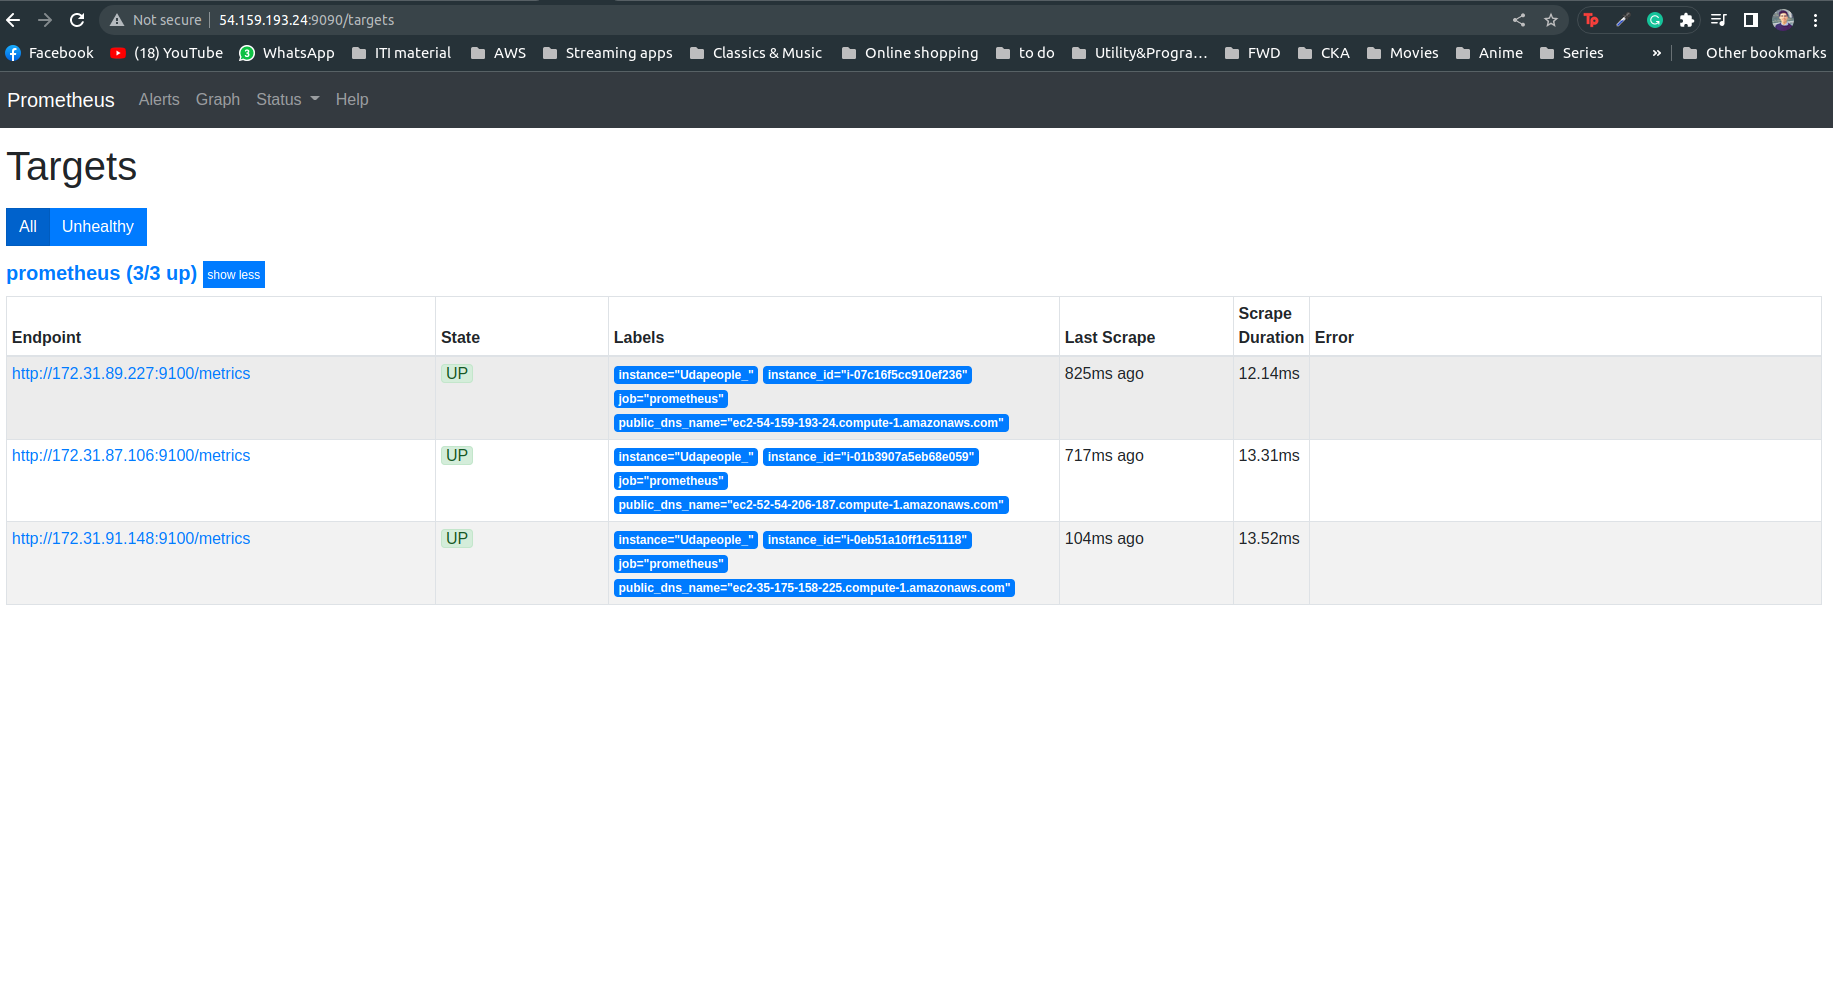 Not secure 54.159.193.24:9090/targets
Facebook (18) YouTube WhatsApp ITI material AWS Streaming apps Classics & Music Online shopping to do Utility&Progra... FWD CKA Movies Anime Series » Other bookmarks
Prometheus Alerts Graph Status Help
Targets
All Unhealthy
prometheus (3/3 up) show less
Endpoint State Labels Last Scrape Scrape Duration Error
http://172.31.89.227:9100/metrics UP instance="Udapeople_" instance_id="i-07c16f5cc910ef236" 825ms ago 12.14ms
job="prometheus"
public_dns_name="ec2-54-159-193-24.compute-1.amazonaws.com"
http://172.31.87.106:9100/metrics UP instance="Udapeople_" instance_id="i-01b3907a5eb68e059" 717ms ago 13.31ms
job="prometheus"
public_dns_name="ec2-52-54-206-187.compute-1.amazonaws.com"
http://172.31.91.148:9100/metrics UP instance="Udapeople_" instance_id="i-0eb51a10ff1c51118" 104ms ago 13.52ms
job="prometheus"
public_dns_name="ec2-35-175-158-225.compute-1.amazonaws.com"